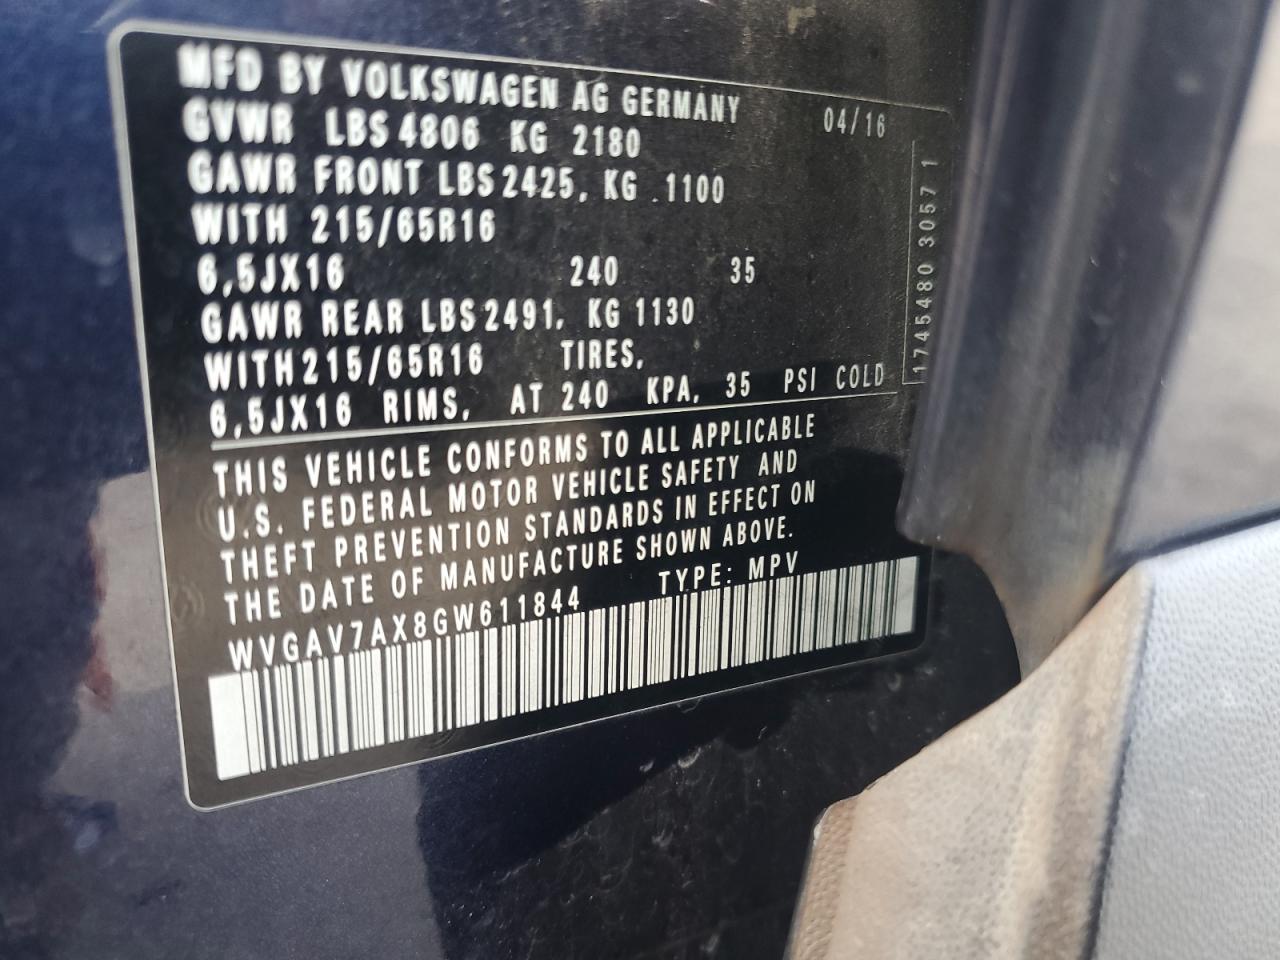 MFD BY VOLKSWAGEN AG GERMANY 04/16
GVWR LBS 4806 KG 2180
GAWR FRONT LBS 2425, KG .1100
WITH 215/65R16
6,5JX16 240 35
GAWR REAR LBS 2491, KG 1130
WITH 215/65R16 TIRES,
6,5JX16 RIMS, AT 240 KPA, 35 PSI COLD
1745480 3057 1
THIS VEHICLE CONFORMS TO ALL APPLICABLE
U.S. FEDERAL MOTOR VEHICLE SAFETY AND
THEFT PREVENTION STANDARDS IN EFFECT ON
THE DATE OF MANUFACTURE SHOWN ABOVE.
WVGAV7AX8GW611844 TYPE: MPV